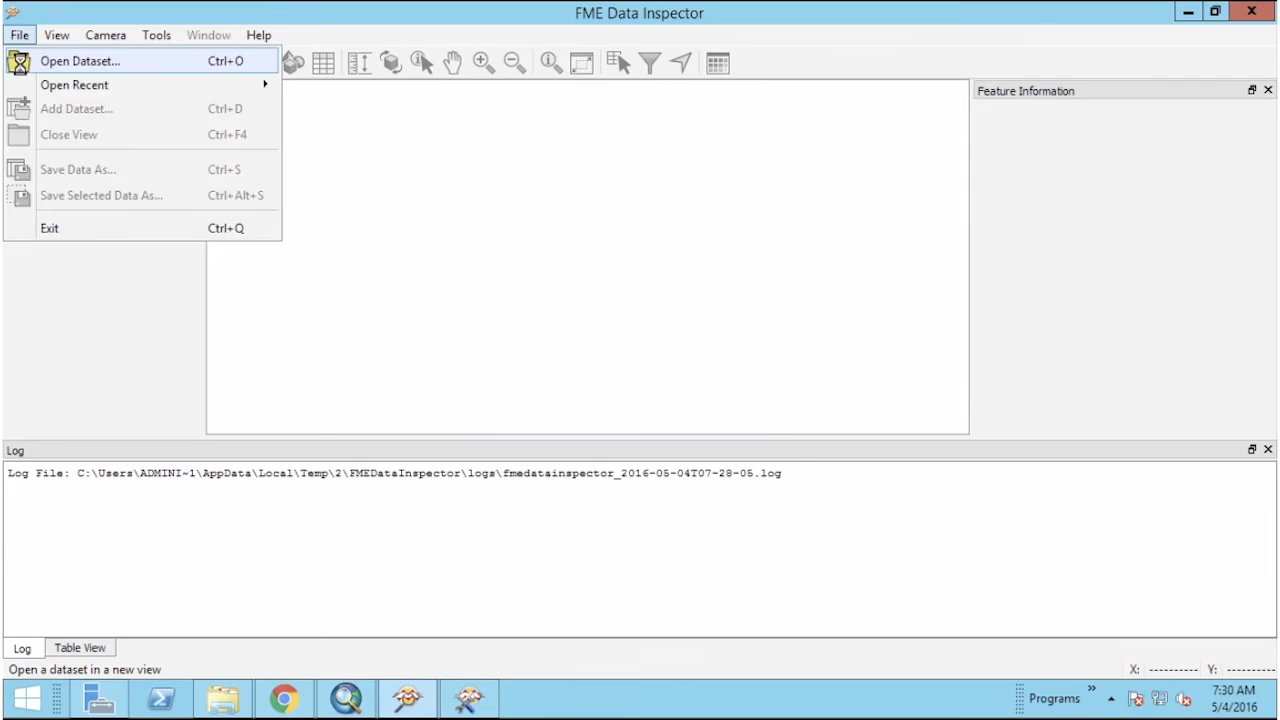 FME Data Inspector
File View Camera Tools Window Help
Open Dataset... Ctrl+O
Open Recent
Add Dataset... Ctrl+D
Close View Ctrl+F4
Save Data As... Ctrl+S
Save Selected Data As... Ctrl+Alt+S
Exit Ctrl+Q
Feature Information
Log
Log File: C:\Users\ADMINI~1\AppData\Local\Temp\2\FMEDataInspector\logs\fmedatainspector_2016-05-04T07-28-05.log
Log Table View
Open a dataset in a new view
X: ---------- Y: ----------
Programs
7:30 AM
5/4/2016